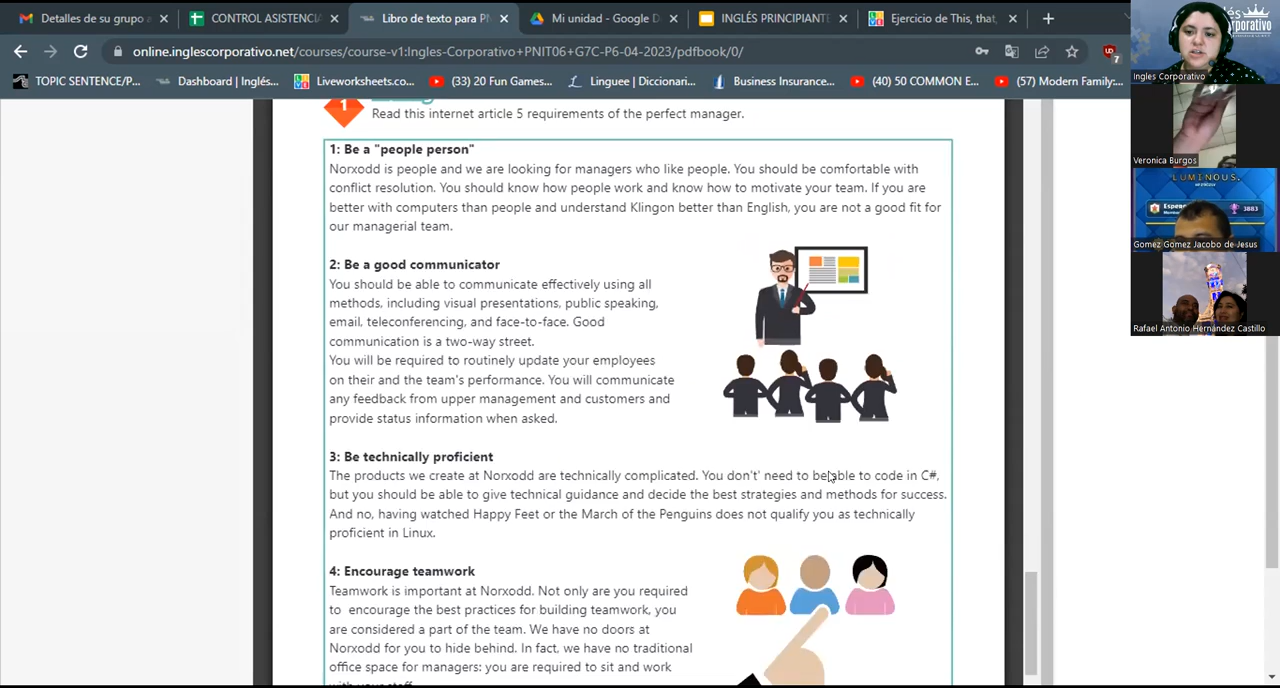 Detalles de su grupo a
CONTROL ASISTENCIA
Libro de texto para PN
Mi unidad - Google D
INGLÉS PRINCIPIANTE
Ejercicio de This, that,
online.inglescorporativo.net/courses/course-v1:Ingles-Corporativo+PNIT06+G7C-P6-04-2023/pdfbook/0/
TOPIC SENTENCE/P...
Dashboard | Inglés...
Liveworksheets.co...
(33) 20 Fun Games...
Linguee | Diccionari...
Business Insurance...
(40) 50 COMMON E...
(57) Modern Family:...
7
Ingles Corporativo
Veronica Burgos
LUMINOUS.
3883
Gomez Gomez Jacobo de Jesus
Rafael Antonio Hernandez Castillo
1
Read this internet article 5 requirements of the perfect manager.
1: Be a "people person"
Norxodd is people and we are looking for managers who like people. You should be comfortable with
conflict resolution. You should know how people work and know how to motivate your team. If you are
better with computers than people and understand Klingon better than English, you are not a good fit for
our managerial team.
2: Be a good communicator
You should be able to communicate effectively using all
methods, including visual presentations, public speaking,
email, teleconferencing, and face-to-face. Good
communication is a two-way street.
You will be required to routinely update your employees
on their and the team's performance. You will communicate
any feedback from upper management and customers and
provide status information when asked.
3: Be technically proficient
The products we create at Norxodd are technically complicated. You don't' need to be able to code in C#,
but you should be able to give technical guidance and decide the best strategies and methods for success.
And no, having watched Happy Feet or the March of the Penguins does not qualify you as technically
proficient in Linux.
4: Encourage teamwork
Teamwork is important at Norxodd. Not only are you required
to encourage the best practices for building teamwork, you
are considered a part of the team. We have no doors at
Norxodd for you to hide behind. In fact, we have no traditional
office space for managers: you are required to sit and work
with your staff.